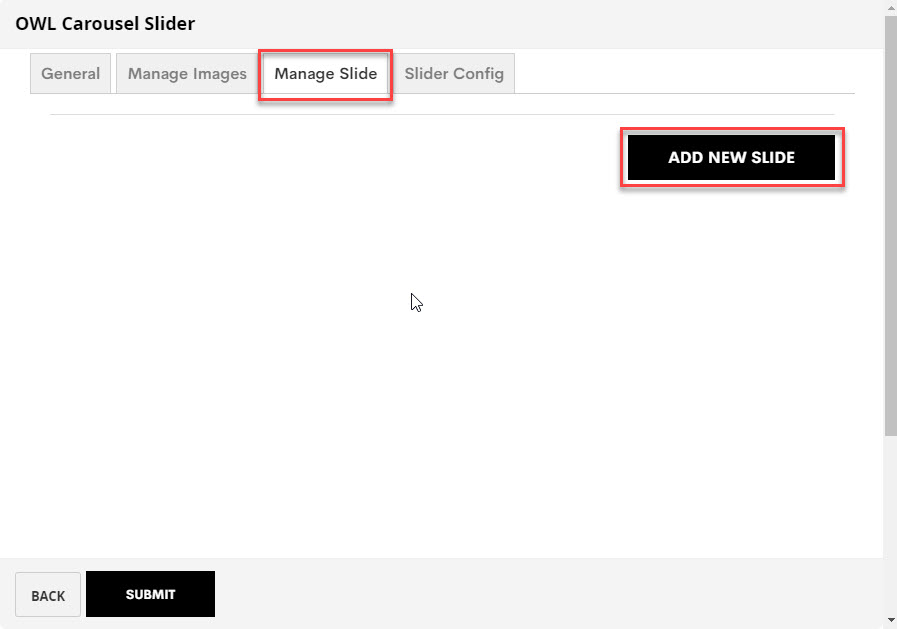 OWL Carousel Slider
General Manage Images Manage Slide Slider Config
ADD NEW SLIDE
BACK SUBMIT